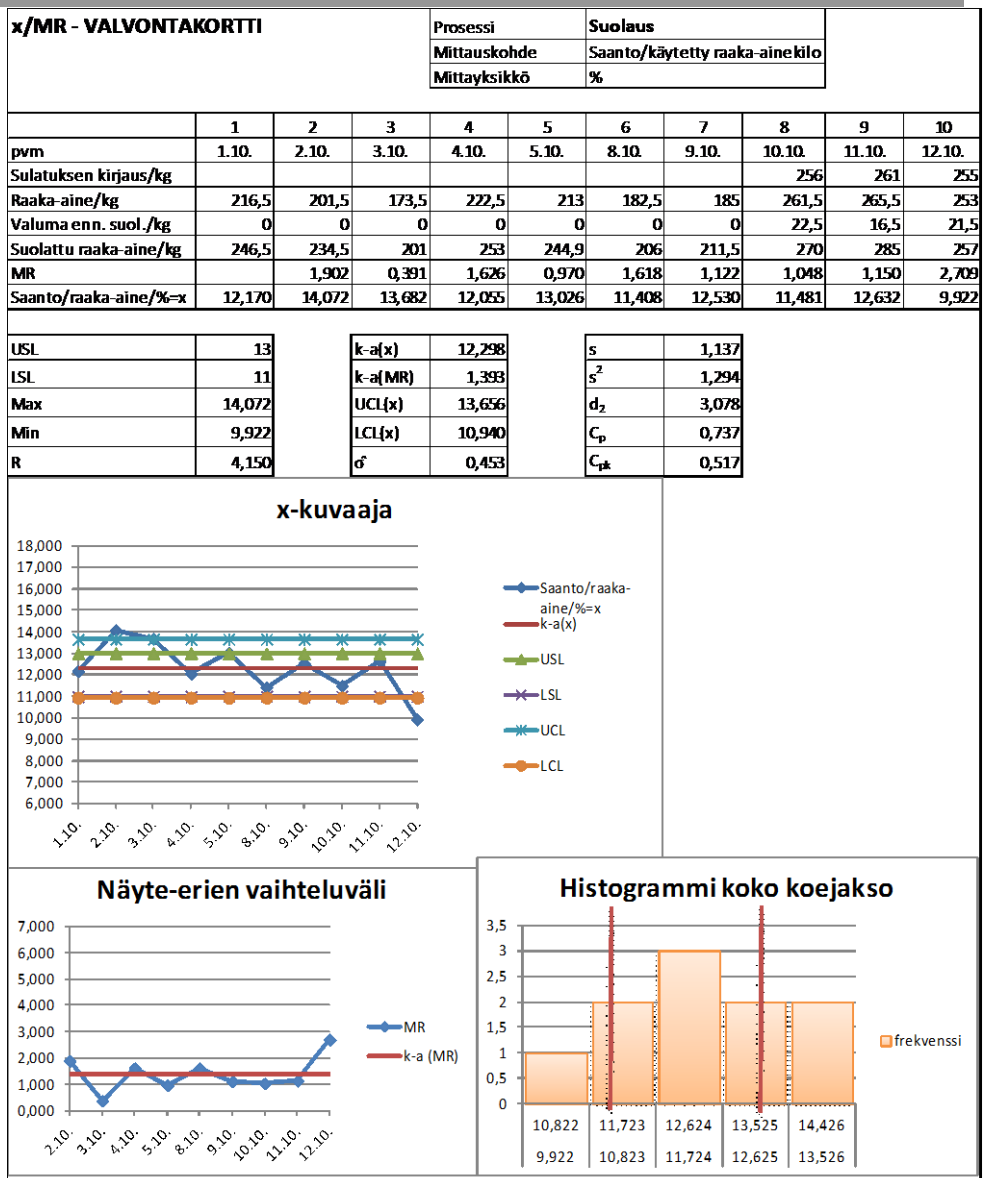 x/MR - VALVONTAKORTTI Prosessi Suolaus
Mittauskohde Saanto/käytetty raaka-ainekilo
Mittayksikkö %
1 2 3 4 5 6 7 8 9 10
pvm 1.10. 2.10. 3.10. 4.10. 5.10. 8.10. 9.10. 10.10. 11.10. 12.10.
Sulatuksen kirjaus/kg 256 261 255
Raaka-aine/kg 216,5 201,5 173,5 222,5 213 182,5 185 261,5 265,5 253
Valuma enn. suol./kg 0 0 0 0 0 0 0 22,5 16,5 21,5
Suolattu raaka-aine/kg 246,5 234,5 201 253 244,9 206 211,5 270 285 257
MR 1,902 0,391 1,626 0,970 1,618 1,122 1,048 1,150 2,709
Saanto/raaka-aine/%=x 12,170 14,072 13,682 12,055 13,026 11,408 12,530 11,481 12,632 9,922
USL 13 k-a(x) 12,298 s 1,137
LSL 11 k-a(MR) 1,393 s² 1,294
Max 14,072 UCL(x) 13,656 d₂ 3,078
Min 9,922 LCL(x) 10,940 Cₚ 0,737
R 4,150 σ̂ 0,453 Cpk 0,517
x-kuvaaja
18,000
17,000
16,000
15,000
14,000
13,000
12,000
11,000
10,000
9,000
8,000
7,000
6,000
1.10. 2.10. 3.10. 4.10. 5.10. 8.10. 9.10. 10.10. 11.10. 12.10.
Saanto/raaka-
aine/%=x
k-a(x)
USL
LSL
UCL
LCL
Näyte-erien vaihteluväli
7,000
6,000
5,000
4,000
3,000
2,000
1,000
0,000
2.10. 3.10. 4.10. 5.10. 8.10. 9.10. 10.10. 11.10. 12.10.
MR
k-a (MR)
Histogrammi koko koejakso
3,5
3
2,5
2
1,5
1
0,5
0
10,822 11,723 12,624 13,525 14,426
9,922 10,823 11,724 12,625 13,526
frekvenssi